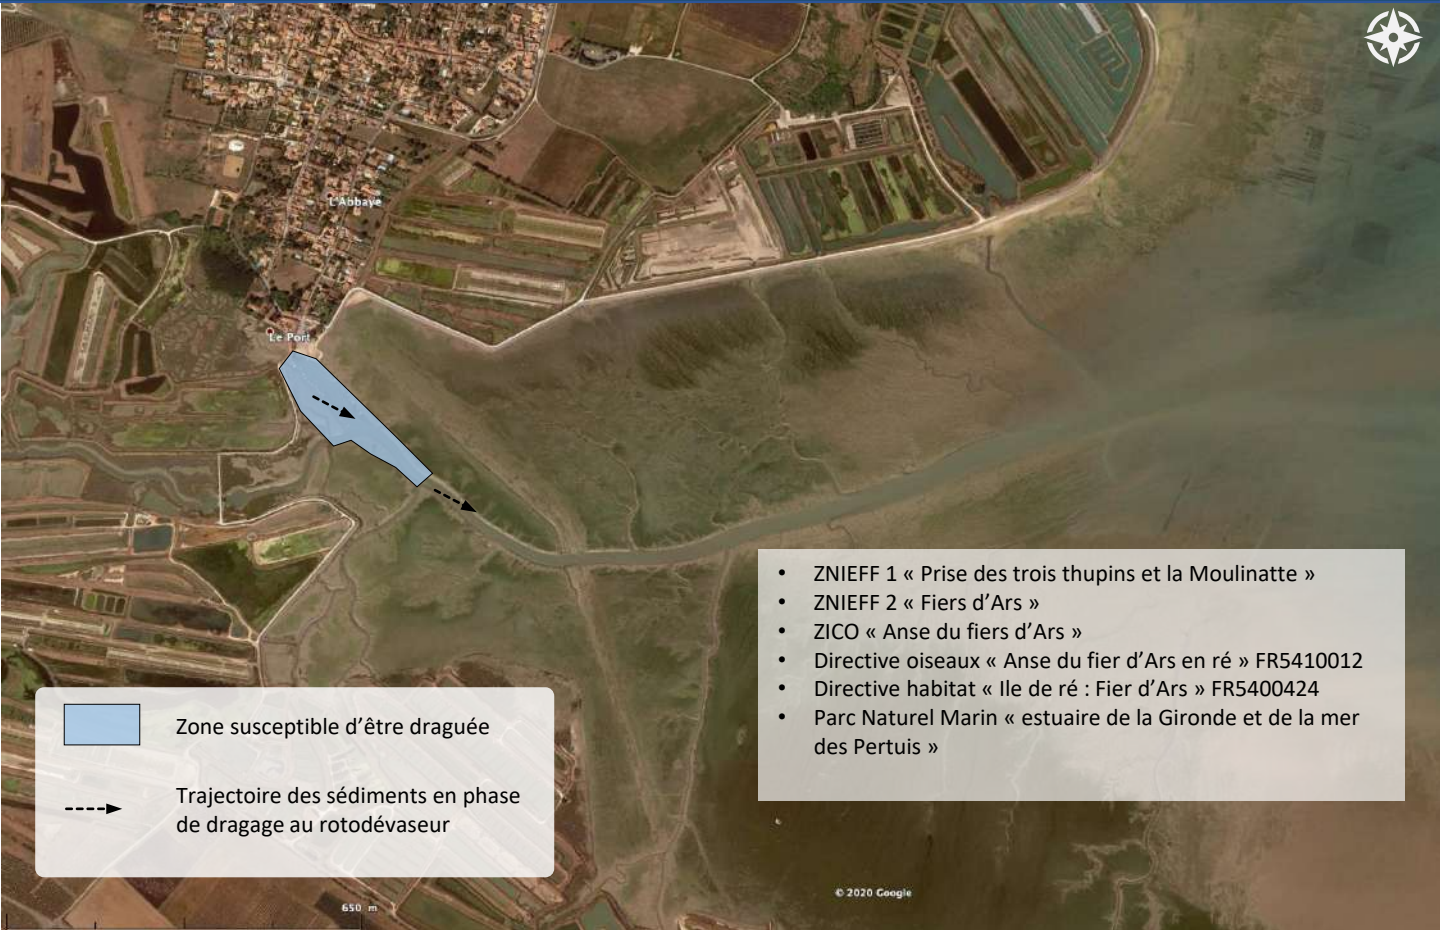 L'Abbaye
Le Port
• ZNIEFF 1 « Prise des trois thupins et la Moulinatte »
• ZNIEFF 2 « Fiers d'Ars »
• ZICO « Anse du fiers d'Ars »
• Directive oiseaux « Anse du fier d'Ars en ré » FR5410012
• Directive habitat « Ile de ré : Fier d'Ars » FR5400424
• Parc Naturel Marin « estuaire de la Gironde et de la mer
des Pertuis »
Zone susceptible d'être draguée
Trajectoire des sédiments en phase
de dragage au rotodévaseur
© 2020 Google
650 m